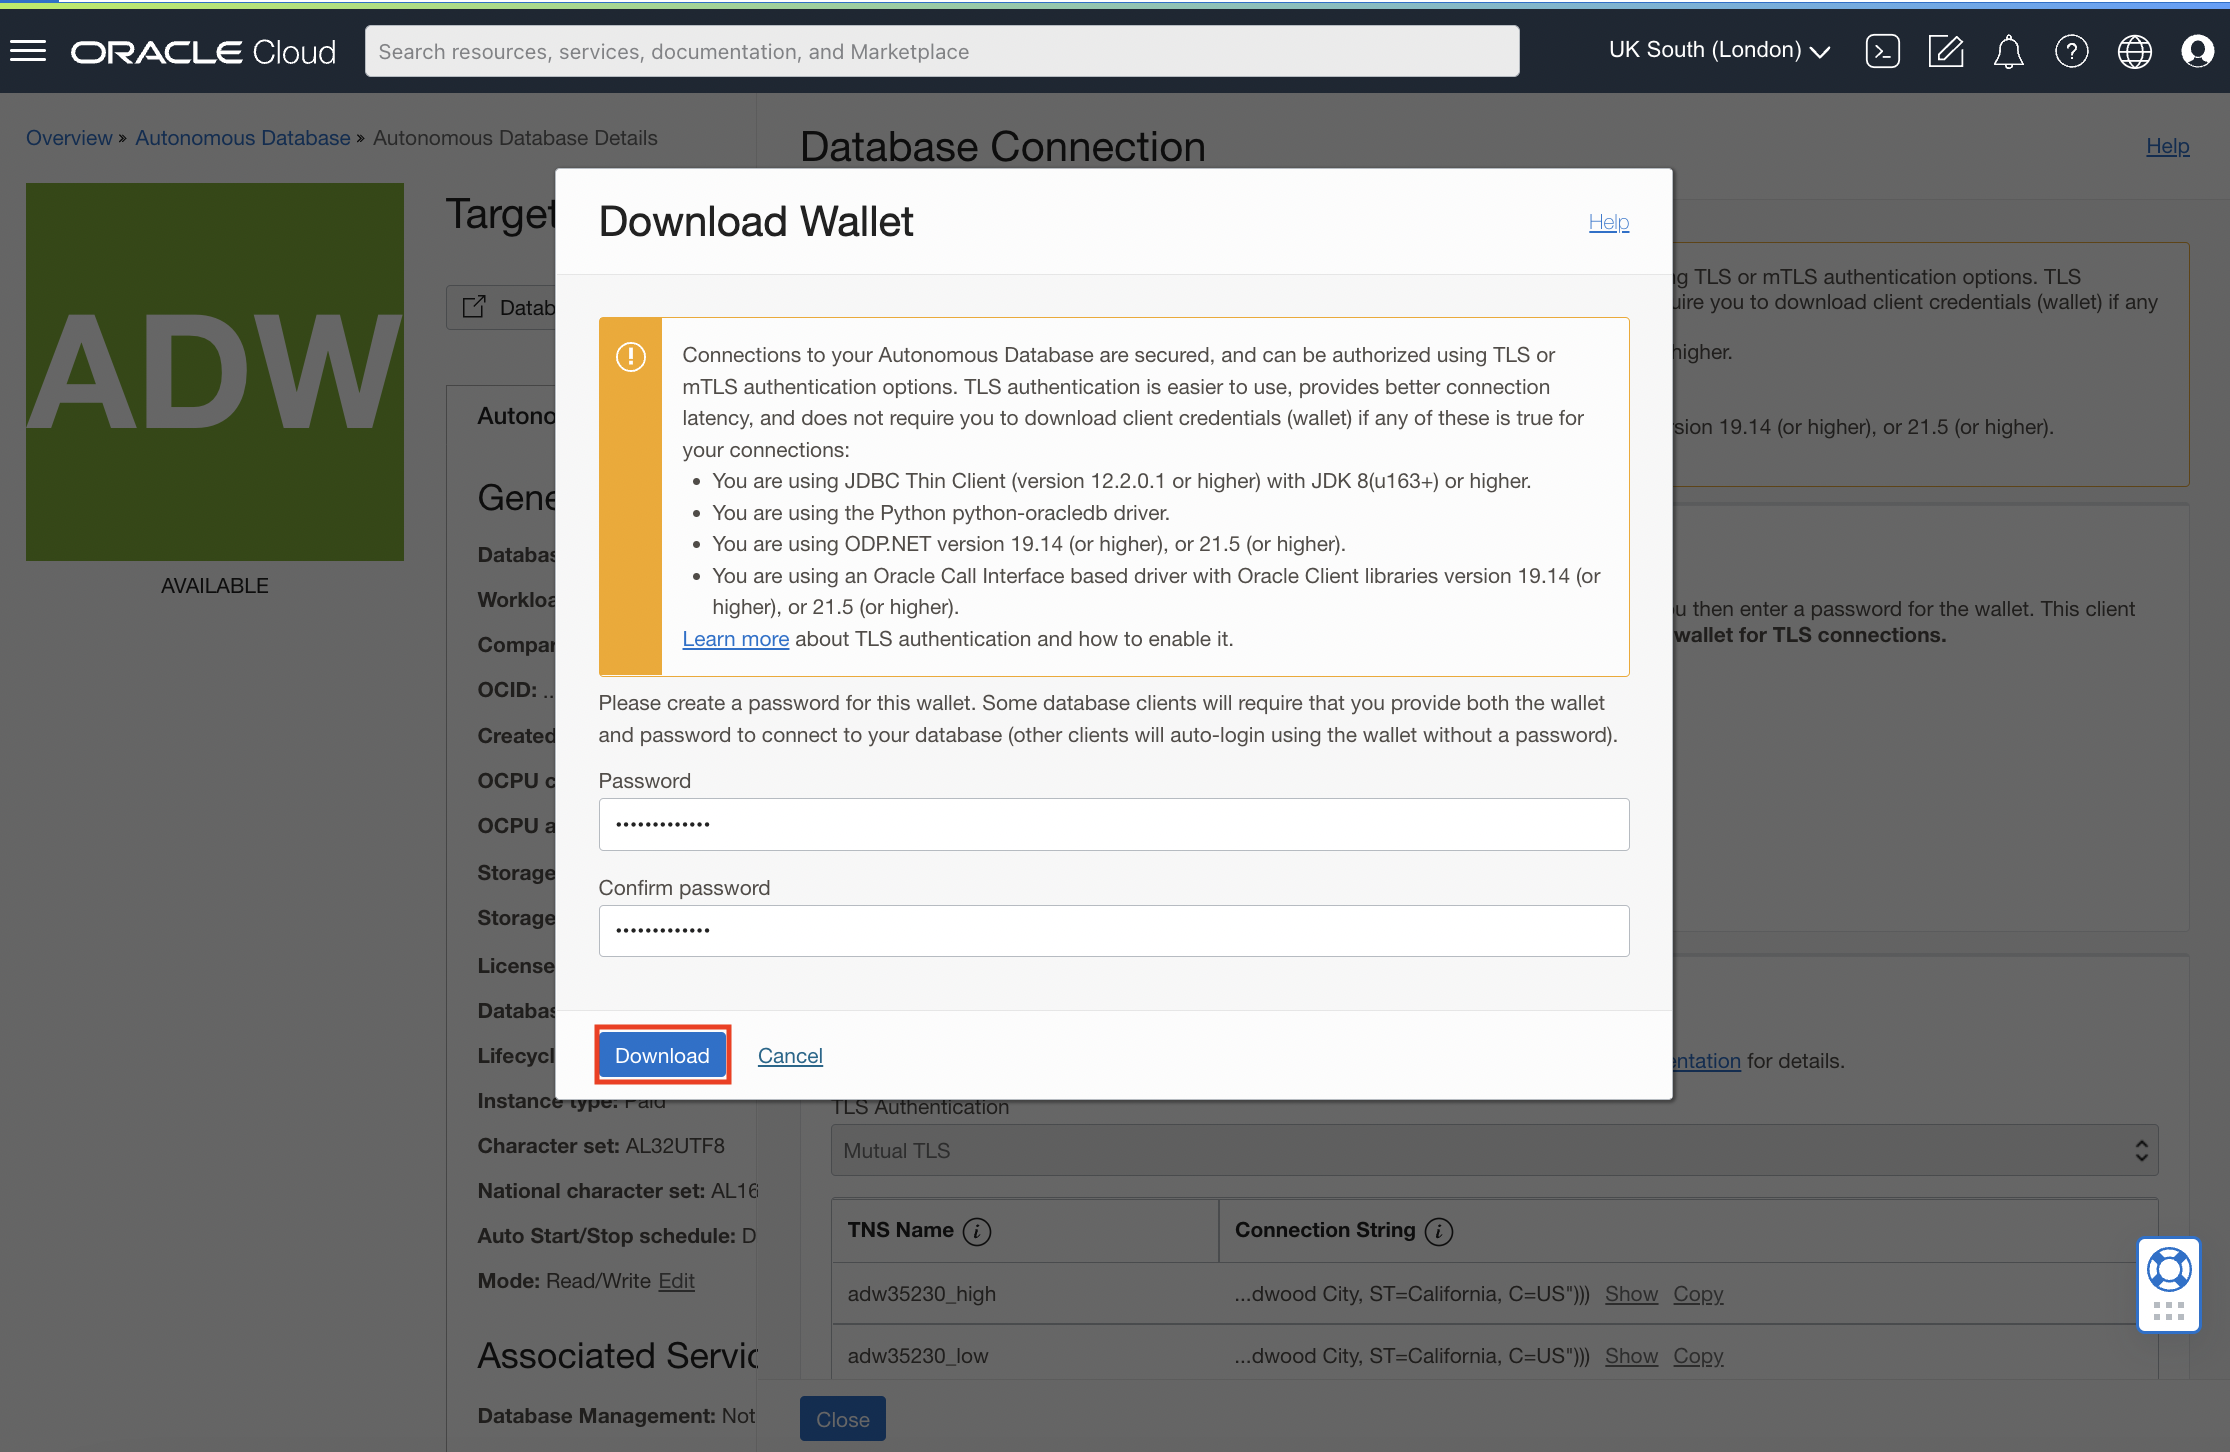 ORACLE Cloud
Search resources, services, documentation, and Marketplace
UK South (London)
Overview » Autonomous Database » Autonomous Database Details
Database Connection
Help
ADW
AVAILABLE
Target
Download Wallet
Help
Connections to your Autonomous Database are secured, and can be authorized using TLS or
mTLS authentication options. TLS authentication is easier to use, provides better connection
latency, and does not require you to download client credentials (wallet) if any of these is true for
your connections:
• You are using JDBC Thin Client (version 12.2.0.1 or higher) with JDK 8(u163+) or higher.
• You are using the Python python-oracledb driver.
• You are using ODP.NET version 19.14 (or higher), or 21.5 (or higher).
• You are using an Oracle Call Interface based driver with Oracle Client libraries version 19.14 (or
higher), or 21.5 (or higher).
Learn more about TLS authentication and how to enable it.
Please create a password for this wallet. Some database clients will require that you provide both the wallet
and password to connect to your database (other clients will auto-login using the wallet without a password).
Password
•••••••••••••
Confirm password
•••••••••••••
Download
Cancel
Datab
Autono
Gene
Databas
Workloa
Compar
OCID: ...
Created
OCPU c
OCPU a
Storage
Storage
License
Databas
Lifecycl
Instance type: Paid
Character set: AL32UTF8
National character set: AL16
Auto Start/Stop schedule: D
Mode: Read/Write Edit
Associated Servic
Database Management: Not
ng TLS or mTLS authentication options. TLS
uire you to download client credentials (wallet) if any
higher.
sion 19.14 (or higher), or 21.5 (or higher).
u then enter a password for the wallet. This client
wallet for TLS connections.
entation for details.
TLS Authentication
Mutual TLS
TNS Name
Connection String
adw35230_high
...dwood City, ST=California, C=US"))) Show Copy
adw35230_low
...dwood City, ST=California, C=US"))) Show Copy
Close